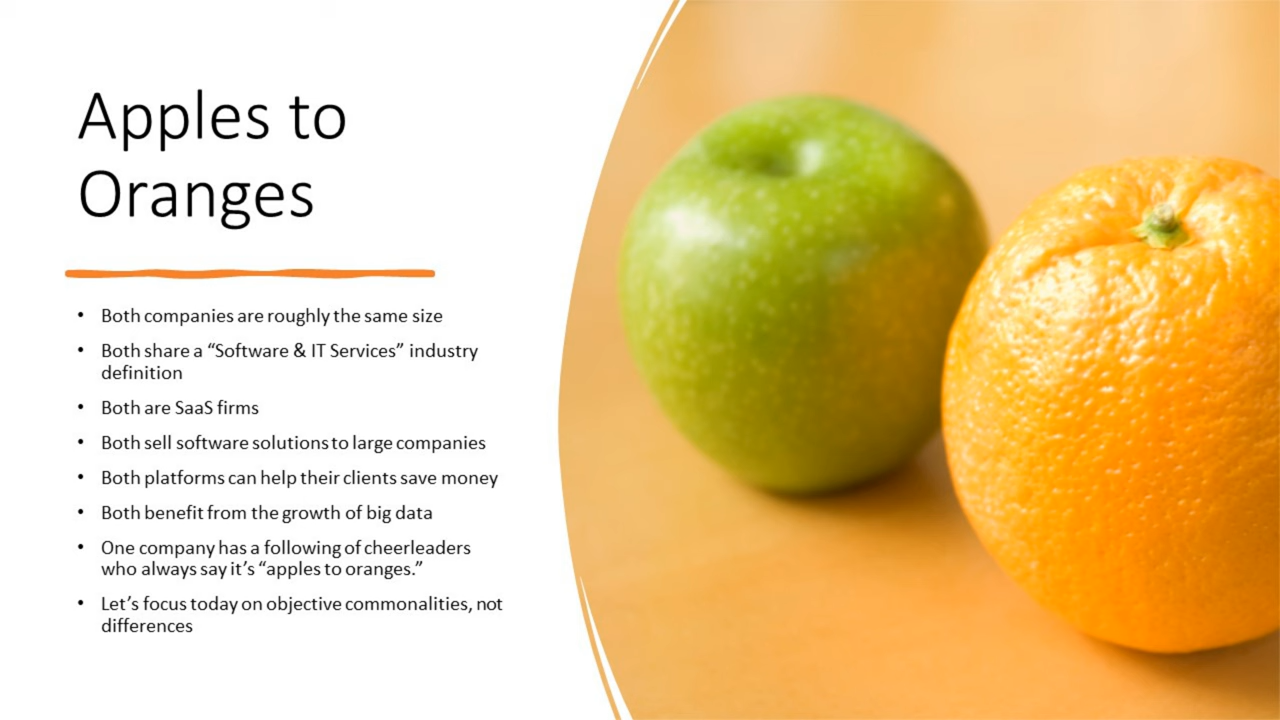 Apples to
Oranges
• Both companies are roughly the same size
• Both share a “Software & IT Services” industry
definition
• Both are SaaS firms
• Both sell software solutions to large companies
• Both platforms can help their clients save money
• Both benefit from the growth of big data
• One company has a following of cheerleaders
who always say it’s “apples to oranges.”
• Let’s focus today on objective commonalities, not
differences